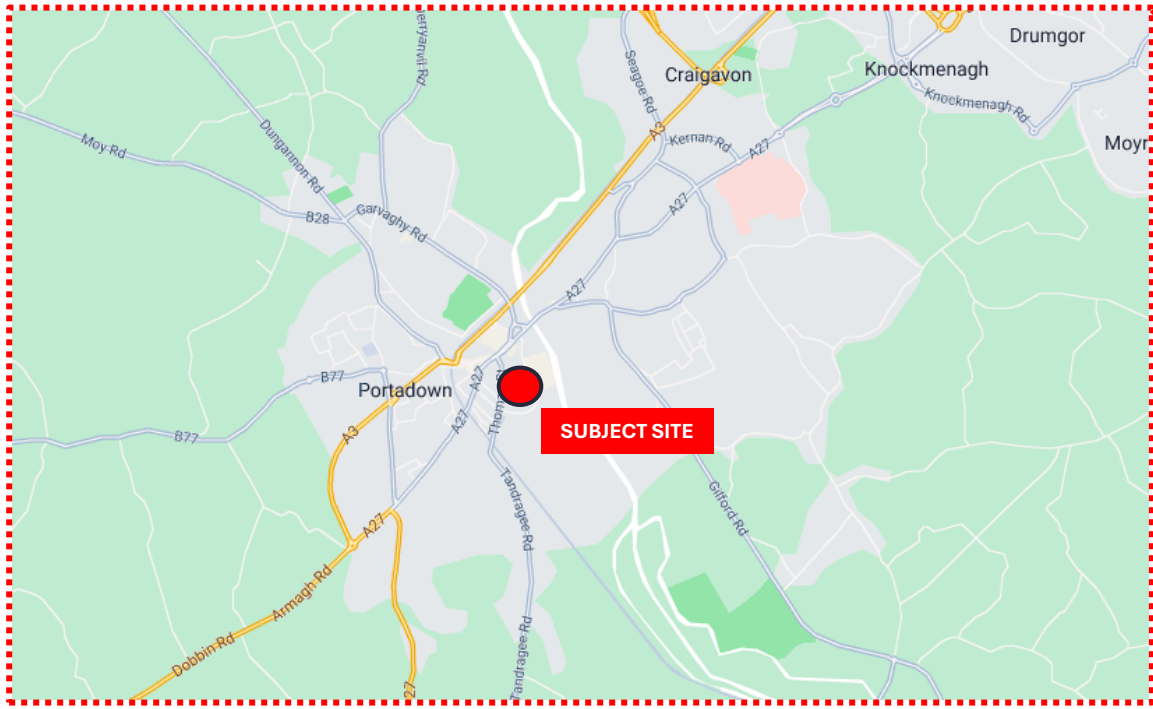 Drumgor
Craigavon
Knockmenagh
Seagoe Rd
Knockmenagh Rd
A3
Kernan Rd
A27
Moyr
Moy Rd
Dungannon Rd
A27
B28
Garvaghy Rd
A27
B77
A27
Portadown
SUBJECT SITE
A27
A3
B77
Tandragee Rd
Gilford Rd
A27
Armagh Rd
Dobbin Rd
Tandragee Rd
27